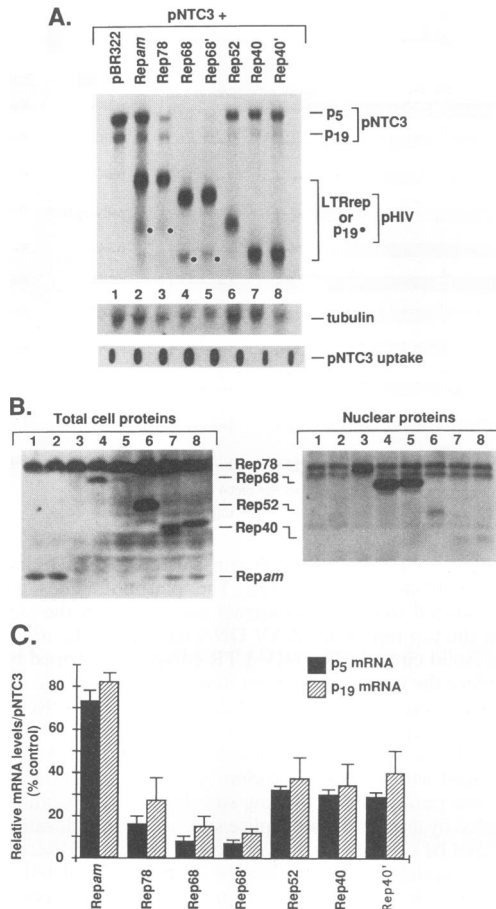 A.
pNTC3 +
pBR322 Repam Rep78 Rep68 Rep68' Rep52 Rep40 Rep40'
p5
p19
pNTC3
LTRrep
or
p19•
pHIV
1 2 3 4 5 6 7 8
tubulin
pNTC3 uptake
B.
Total cell proteins
Nuclear proteins
1 2 3 4 5 6 7 8
1 2 3 4 5 6 7 8
Rep78
Rep68
Rep52
Rep40
Repam
C.
Relative mRNA levels/pNTC3
(% control)
80
60
40
20
0
p5 mRNA
p19 mRNA
Repam Rep78 Rep68 Rep68' Rep52 Rep40 Rep40'